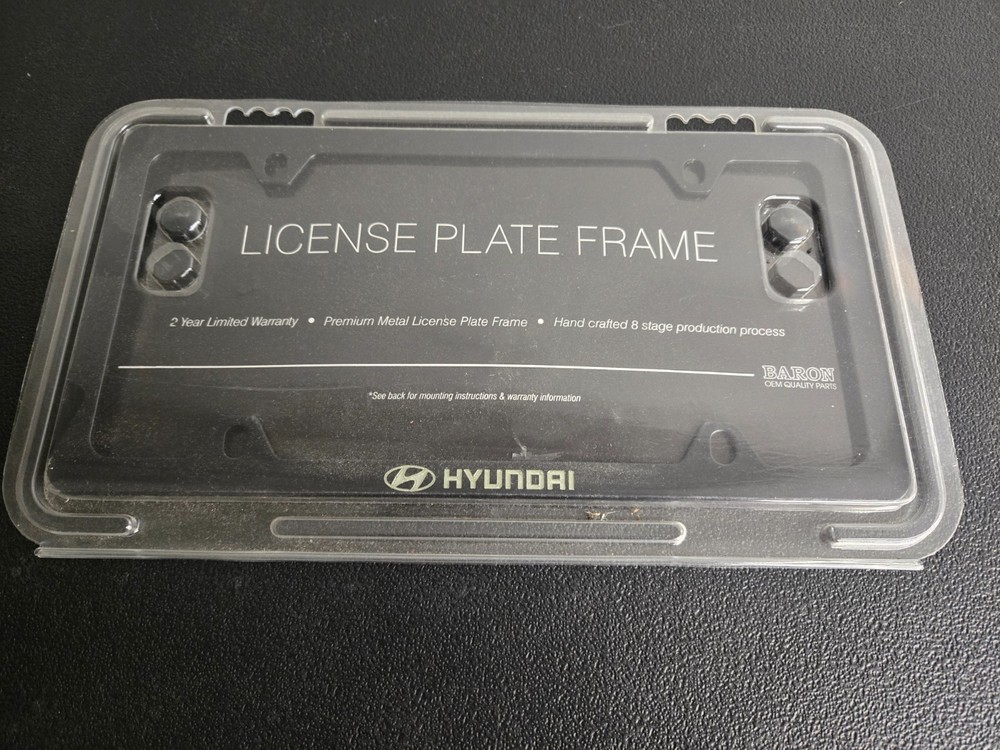 LICENSE PLATE FRAME
2 Year Limited Warranty • Premium Metal License Plate Frame • Hand crafted 8 stage production process
BARON
OEM QUALITY PARTS
*See back for mounting instructions & warranty information
HYUNDAI